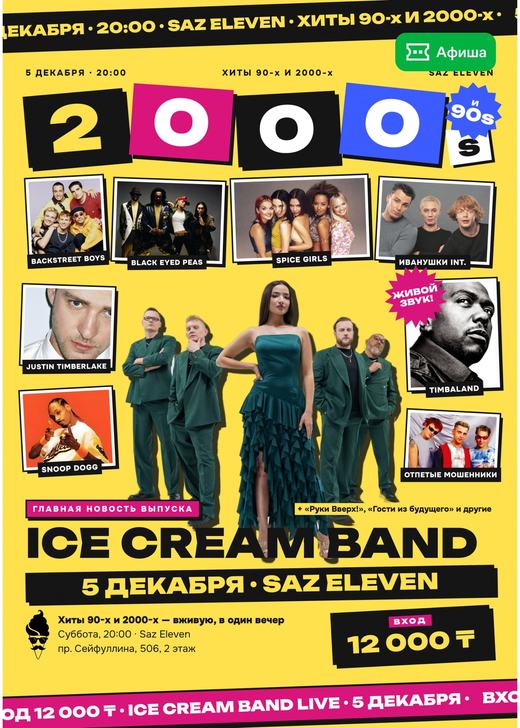 ДЕКАБРЯ · 20:00 · SAZ ELEVEN · ХИТЫ 90-х И 2000-х ·
Афиша
5 ДЕКАБРЯ · 20:00
ХИТЫ 90-х И 2000-х
SAZ ELEVEN
2000s
и 90s
BACKSTREET BOYS
BLACK EYED PEAS
SPICE GIRLS
ИВАНУШКИ INT.
ЖИВОЙ
ЗВУК!
JUSTIN TIMBERLAKE
TIMBALAND
SNOOP DOGG
ОТПЕТЫЕ МОШЕННИКИ
ГЛАВНАЯ НОВОСТЬ ВЫПУСКА
+ «Руки Вверх!», «Гости из будущего» и другие
ICE CREAM BAND
5 ДЕКАБРЯ · SAZ ELEVEN
Хиты 90-х и 2000-х — вживую, в один вечер
Суббота, 20:00 · Saz Eleven
пр. Сейфуллина, 506, 2 этаж
ВХОД
12 000 ₸
ОД 12 000 ₸ · ICE CREAM BAND LIVE · 5 ДЕКАБРЯ · ВХО